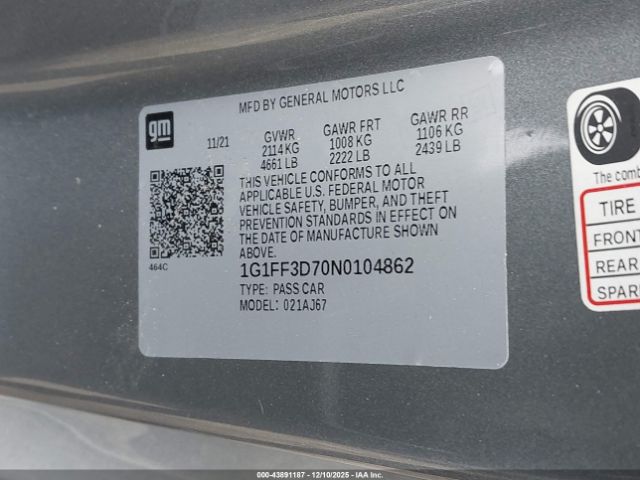 gm
MFD BY GENERAL MOTORS LLC
11/21
GVWR GAWR FRT GAWR RR
2114 KG 1008 KG 1106 KG
4661 LB 2222 LB 2439 LB
THIS VEHICLE CONFORMS TO ALL
APPLICABLE U.S. FEDERAL MOTOR
VEHICLE SAFETY, BUMPER, AND THEFT
PREVENTION STANDARDS IN EFFECT ON
THE DATE OF MANUFACTURE SHOWN
ABOVE.
464C
1G1FF3D70N0104862
TYPE: PASS CAR
MODEL: 021AJ67
The comb
TIRE
FRONT
REAR
SPAR
000-43891187 - 12/10/2025 - IAA Inc.